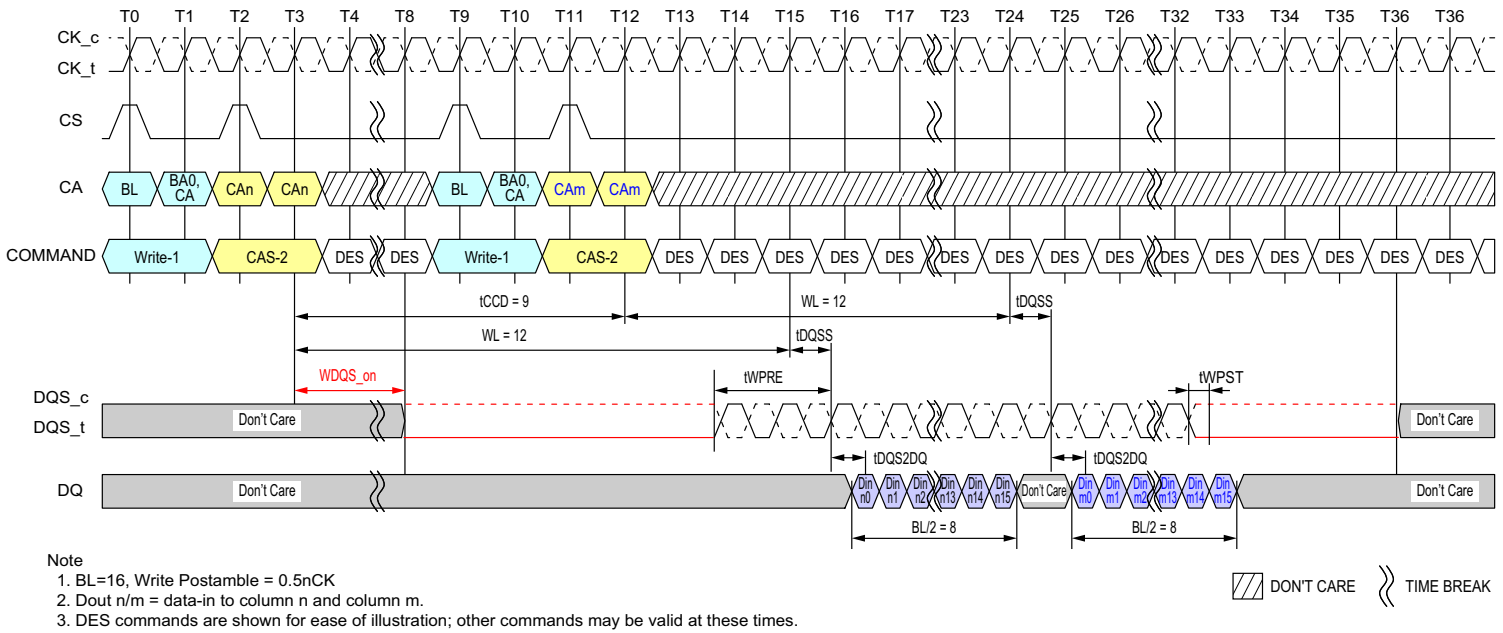 T0 T1 T2 T3 T4 T8 T9 T10 T11 T12 T13 T14 T15 T16 T17 T23 T24 T25 T26 T32 T33 T34 T35 T36 T36
CK_c
CK_t
CS
CA BL BA0, CA CAn CAn BL BA0, CA CAm CAm
COMMAND Write-1 CAS-2 DES DES Write-1 CAS-2 DES DES DES DES DES DES DES DES DES DES DES DES DES DES DES
tCCD = 9 WL = 12 tDQSS
WL = 12 tDQSS
WDQS_on tWPRE tWPST
DQS_c
DQS_t Don't Care Don't Care
tDQS2DQ tDQS2DQ
DQ Don't Care Din n0 Din n1 Din n2 Din n13 Din n14 Din n15 Don't Care Din m0 Din m1 Din m2 Din m13 Din m14 Din m15 Don't Care
BL/2 = 8 BL/2 = 8
Note
1. BL=16, Write Postamble = 0.5nCK
2. Dout n/m = data-in to column n and column m.
3. DES commands are shown for ease of illustration; other commands may be valid at these times.
DON'T CARE TIME BREAK